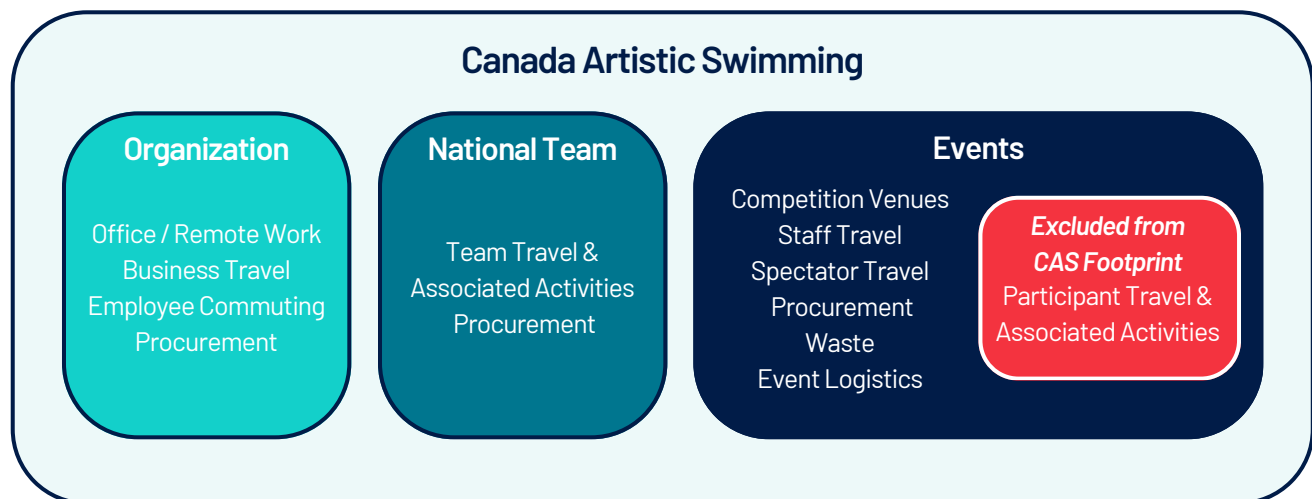 Canada Artistic Swimming
Organization
Office / Remote Work
Business Travel
Employee Commuting
Procurement
National Team
Team Travel &
Associated Activities
Procurement
Events
Competition Venues
Staff Travel
Spectator Travel
Procurement
Waste
Event Logistics
Excluded from
CAS Footprint
Participant Travel &
Associated Activities